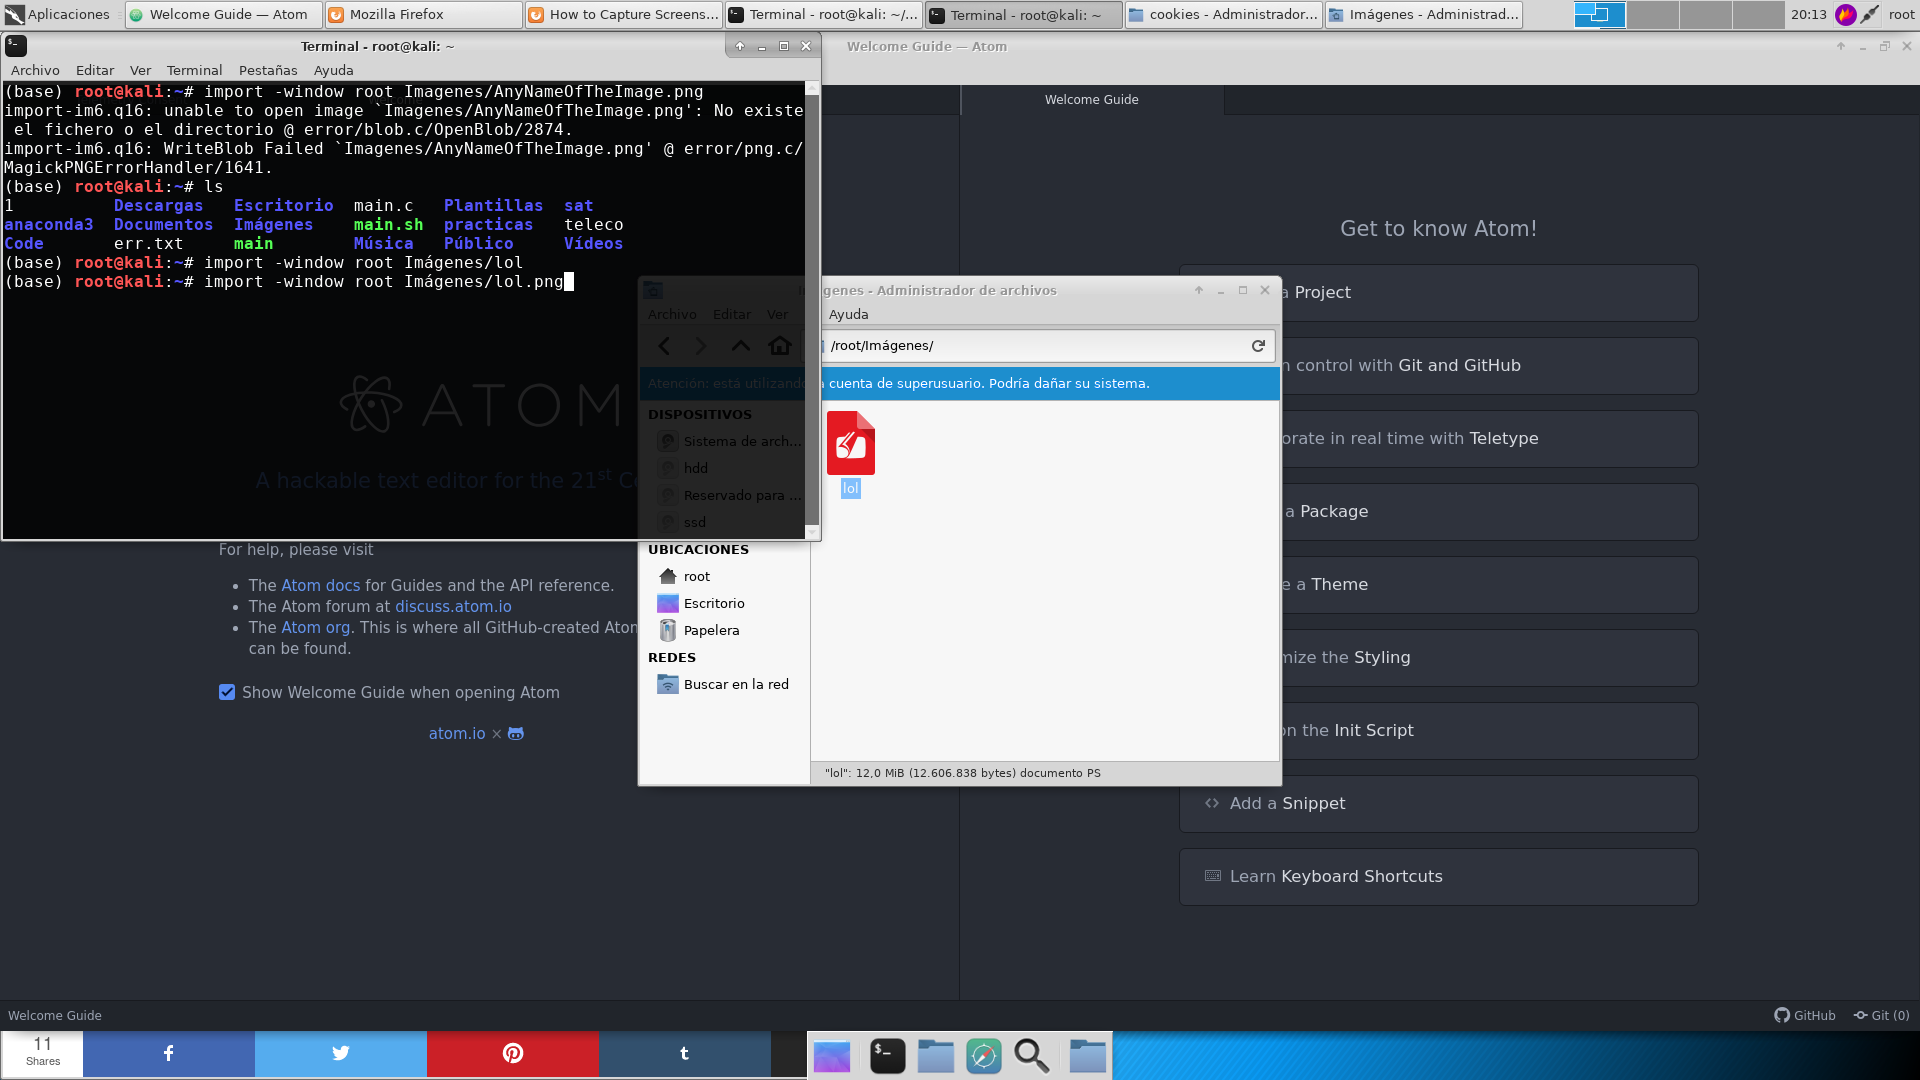 Aplicaciones
Welcome Guide — Atom
Mozilla Firefox
How to Capture Screens...
Terminal - root@kali: ~/...
Terminal - root@kali: ~
cookies - Administrador...
Imágenes - Administrad...
20:13
root
Terminal - root@kali: ~
Archivo Editar Ver Terminal Pestañas Ayuda
(base) root@kali:~# import -window root Imagenes/AnyNameOfTheImage.png
import-im6.q16: unable to open image `Imagenes/AnyNameOfTheImage.png': No existe
el fichero o el directorio @ error/blob.c/OpenBlob/2874.
import-im6.q16: WriteBlob Failed `Imagenes/AnyNameOfTheImage.png' @ error/png.c/
MagickPNGErrorHandler/1641.
(base) root@kali:~# ls
1 Descargas Escritorio main.c Plantillas sat
anaconda3 Documentos Imágenes main.sh practicas teleco
Code err.txt main Música Público Vídeos
(base) root@kali:~# import -window root Imágenes/lol
(base) root@kali:~# import -window root Imágenes/lol.png
ATOM
A hackable text editor for the 21st C
For help, please visit
The Atom docs for Guides and the API reference.
The Atom forum at discuss.atom.io
The Atom org. This is where all GitHub-created Aton
can be found.
Show Welcome Guide when opening Atom
atom.io ×
genes - Administrador de archivos
Archivo Editar Ver Ayuda
/root/Imágenes/
Atención: está utilizando a cuenta de superusuario. Podría dañar su sistema.
DISPOSITIVOS
Sistema de arch...
hdd
Reservado para ...
ssd
UBICACIONES
root
Escritorio
Papelera
REDES
Buscar en la red
lol
"lol": 12,0 MiB (12.606.838 bytes) documento PS
Welcome Guide — Atom
Welcome Guide
Get to know Atom!
a Project
n control with Git and GitHub
orate in real time with Teletype
a Package
e a Theme
mize the Styling
on the Init Script
Add a Snippet
Learn Keyboard Shortcuts
Welcome Guide
GitHub
Git (0)
11
Shares